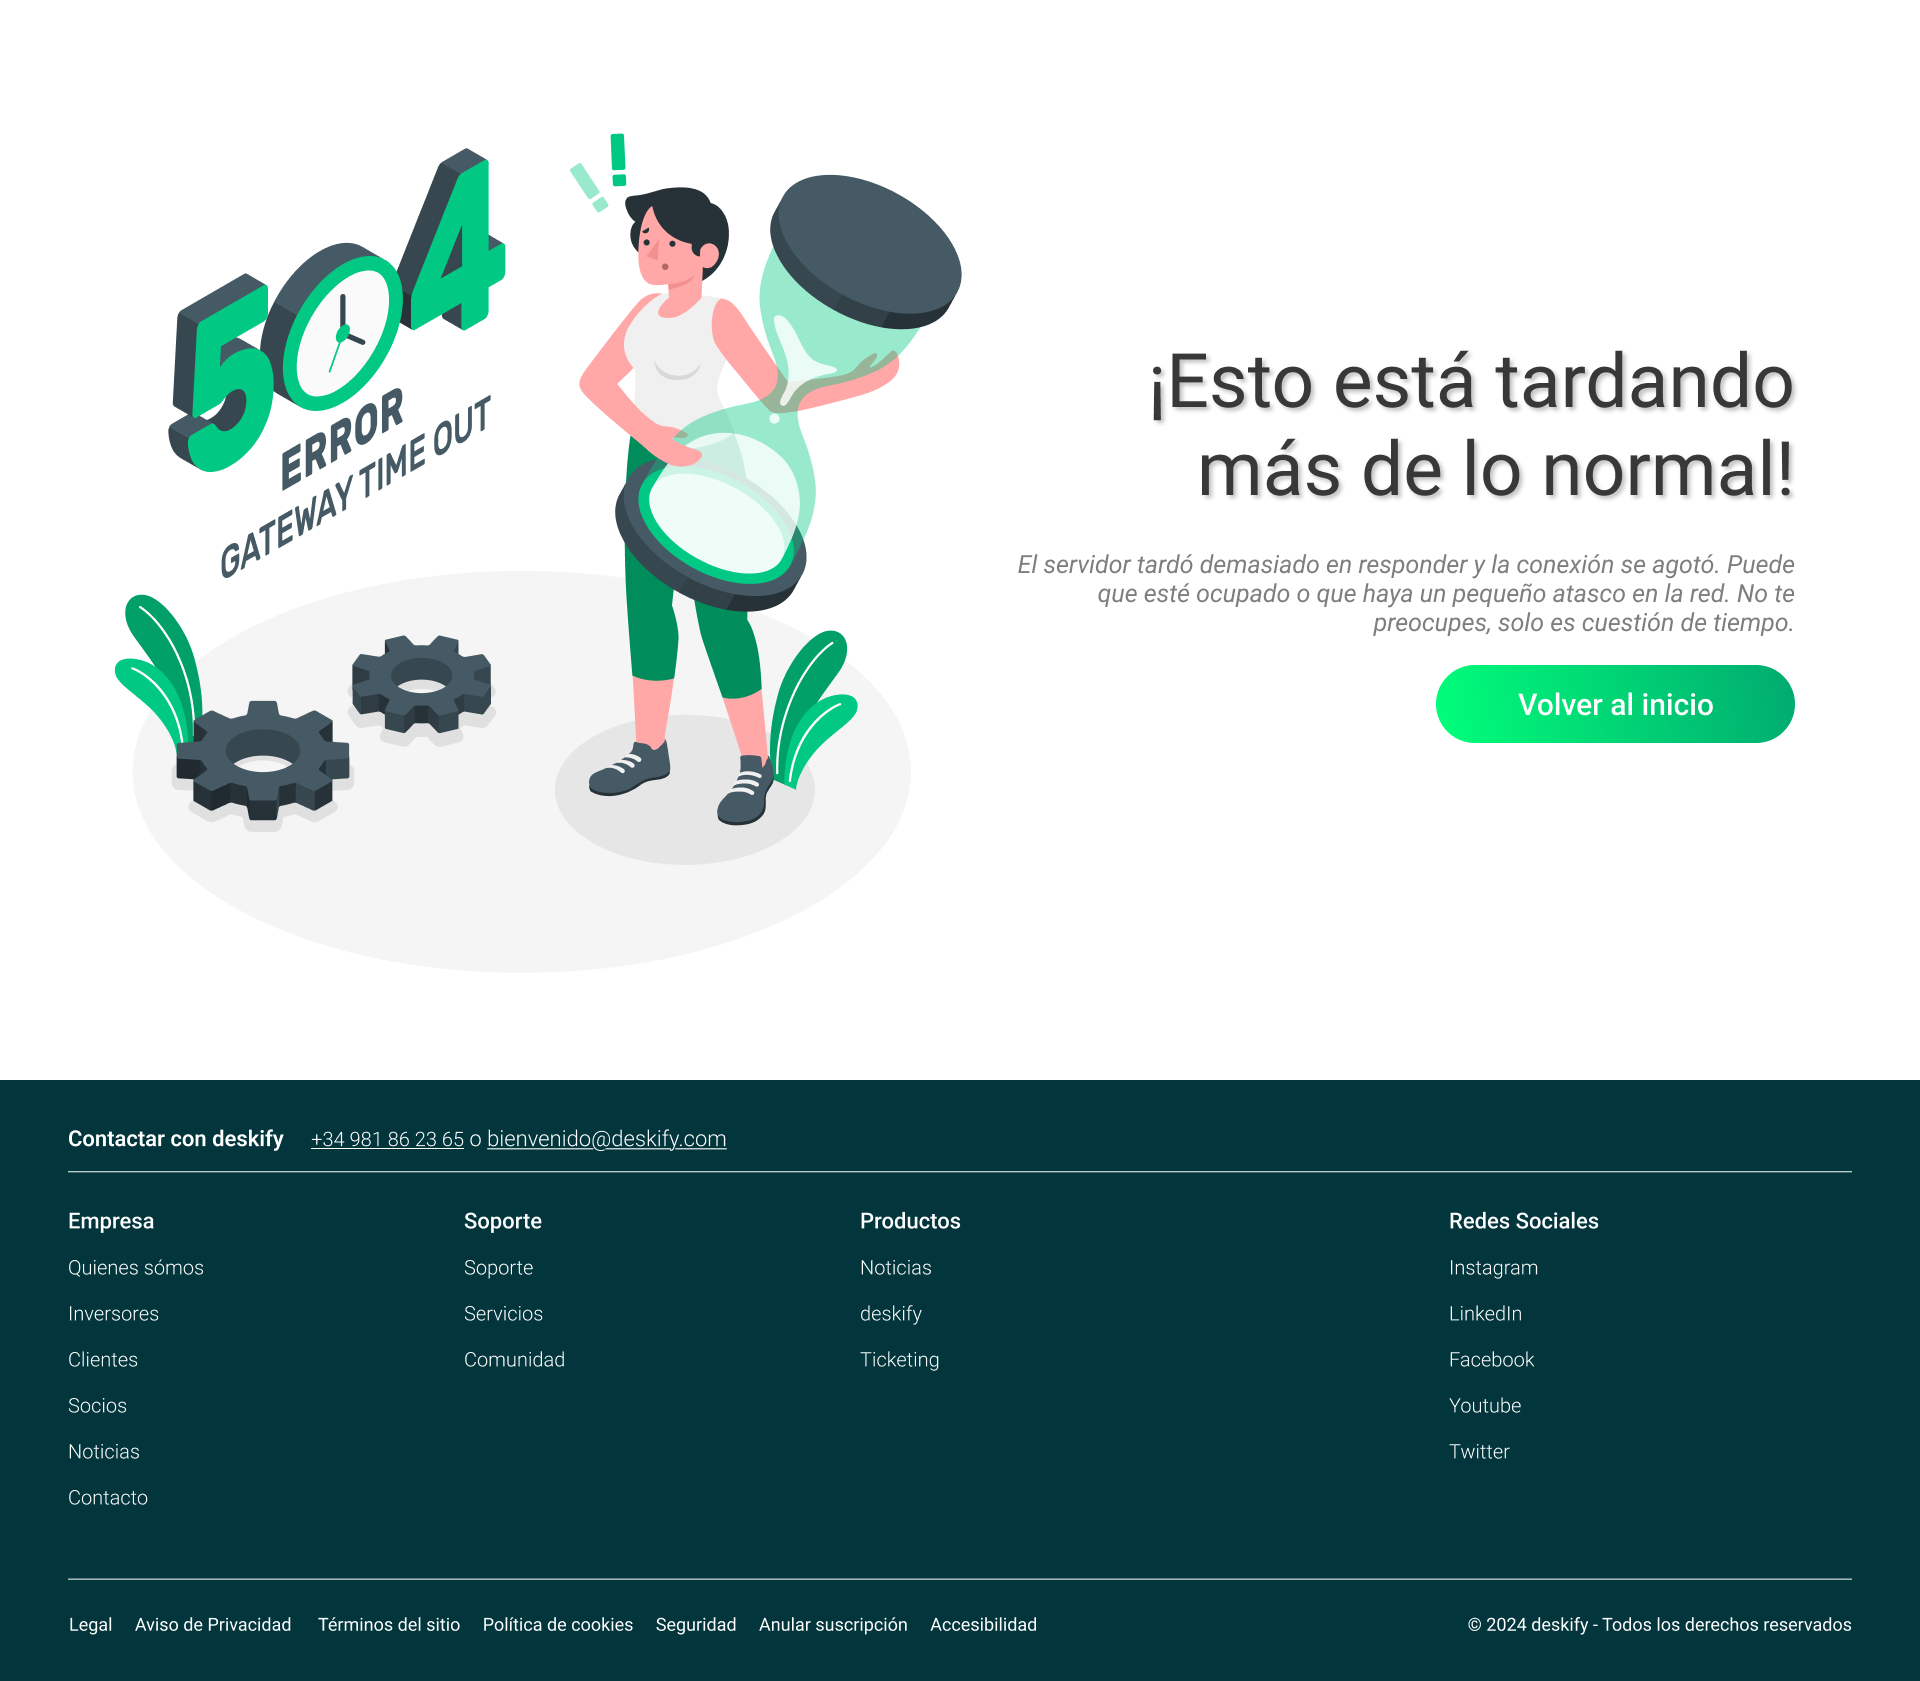 504
ERROR
GATEWAY TIME OUT
¡Esto está tardando
más de lo normal!
El servidor tardó demasiado en responder y la conexión se agotó. Puede
que esté ocupado o que haya un pequeño atasco en la red. No te
preocupes, solo es cuestión de tiempo.
Volver al inicio
Contactar con deskify +34 981 86 23 65 o bienvenido@deskify.com
Empresa
Quienes sómos
Inversores
Clientes
Socios
Noticias
Contacto
Soporte
Soporte
Servicios
Comunidad
Productos
Noticias
deskify
Ticketing
Redes Sociales
Instagram
LinkedIn
Facebook
Youtube
Twitter
Legal Aviso de Privacidad Términos del sitio Política de cookies Seguridad Anular suscripción Accesibilidad
© 2024 deskify - Todos los derechos reservados